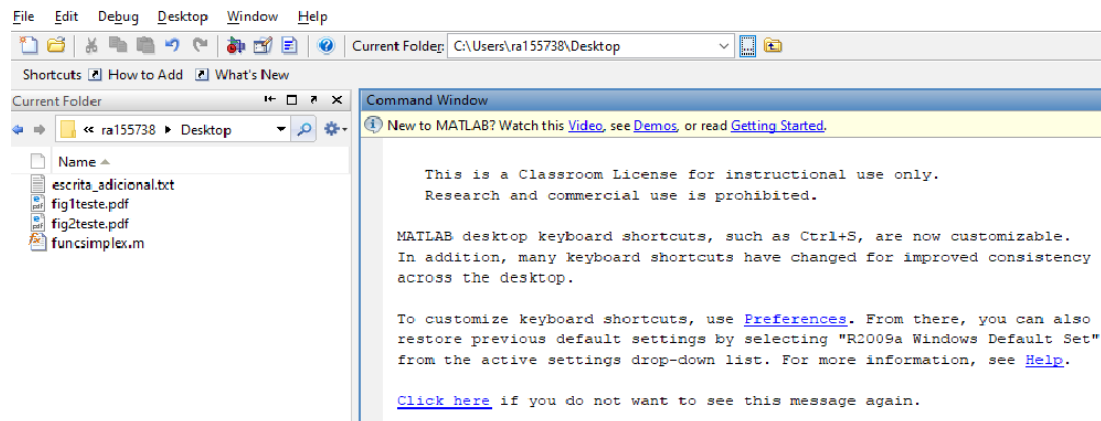 File Edit Debug Desktop Window Help
Current Folder: C:\Users\ra155738\Desktop
Shortcuts How to Add What's New
Current Folder
Command Window
« ra155738 Desktop
New to MATLAB? Watch this Video, see Demos, or read Getting Started.
Name
escrita_adicional.txt
fig1teste.pdf
fig2teste.pdf
funcsimplex.m
This is a Classroom License for instructional use only.
Research and commercial use is prohibited.
MATLAB desktop keyboard shortcuts, such as Ctrl+S, are now customizable.
In addition, many keyboard shortcuts have changed for improved consistency
across the desktop.
To customize keyboard shortcuts, use Preferences. From there, you can also
restore previous default settings by selecting "R2009a Windows Default Set"
from the active settings drop-down list. For more information, see Help.
Click here if you do not want to see this message again.